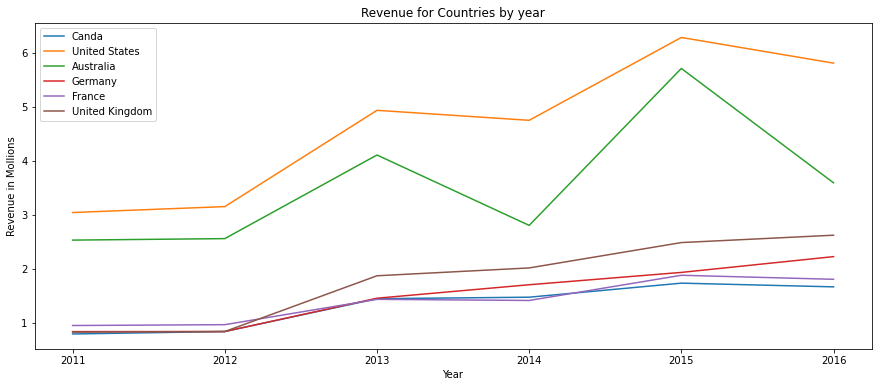 Revenue for Countries by year
Canda
United States
Australia
Germany
France
United Kingdom
Revenue in Mollions
6
5
4
3
2
1
2011 2012 2013 2014 2015 2016
Year